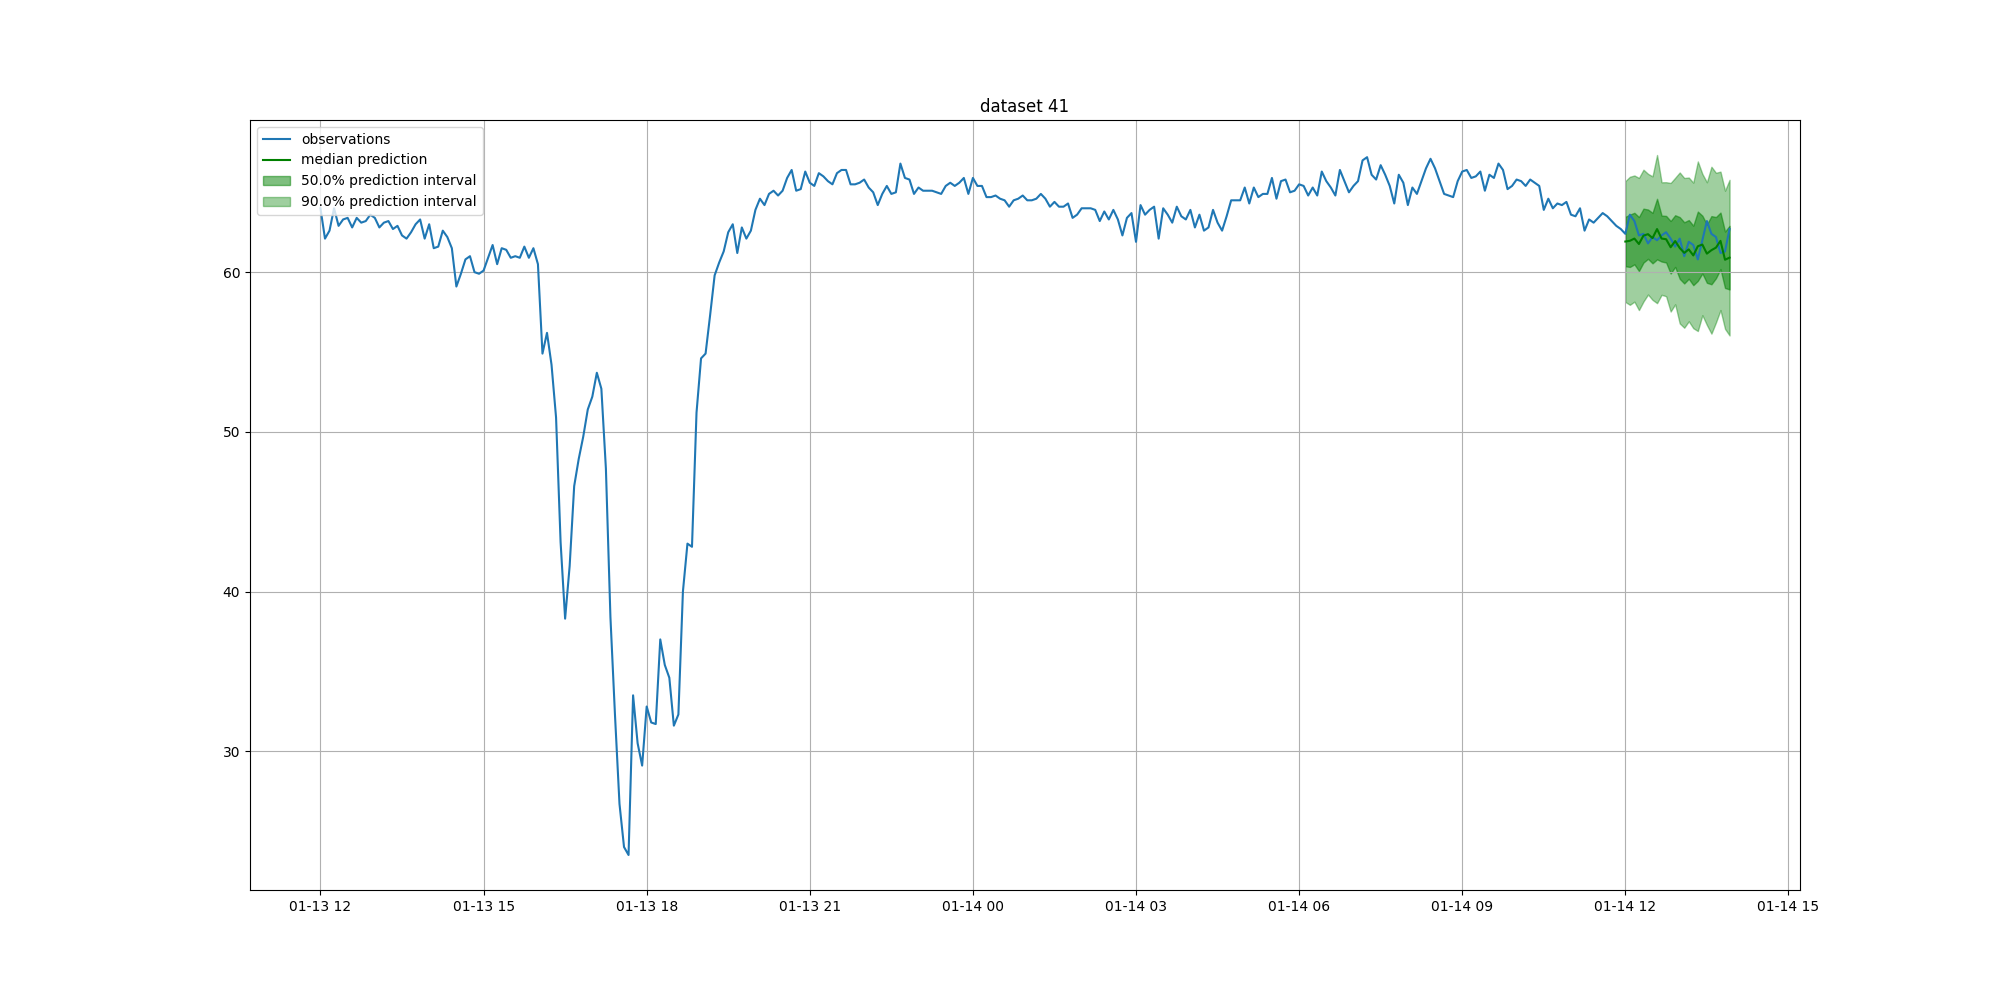 dataset 41
observations
median prediction
50.0% prediction interval
90.0% prediction interval
60
50
40
30
01-13 12
01-13 15
01-13 18
01-13 21
01-14 00
01-14 03
01-14 06
01-14 09
01-14 12
01-14 15